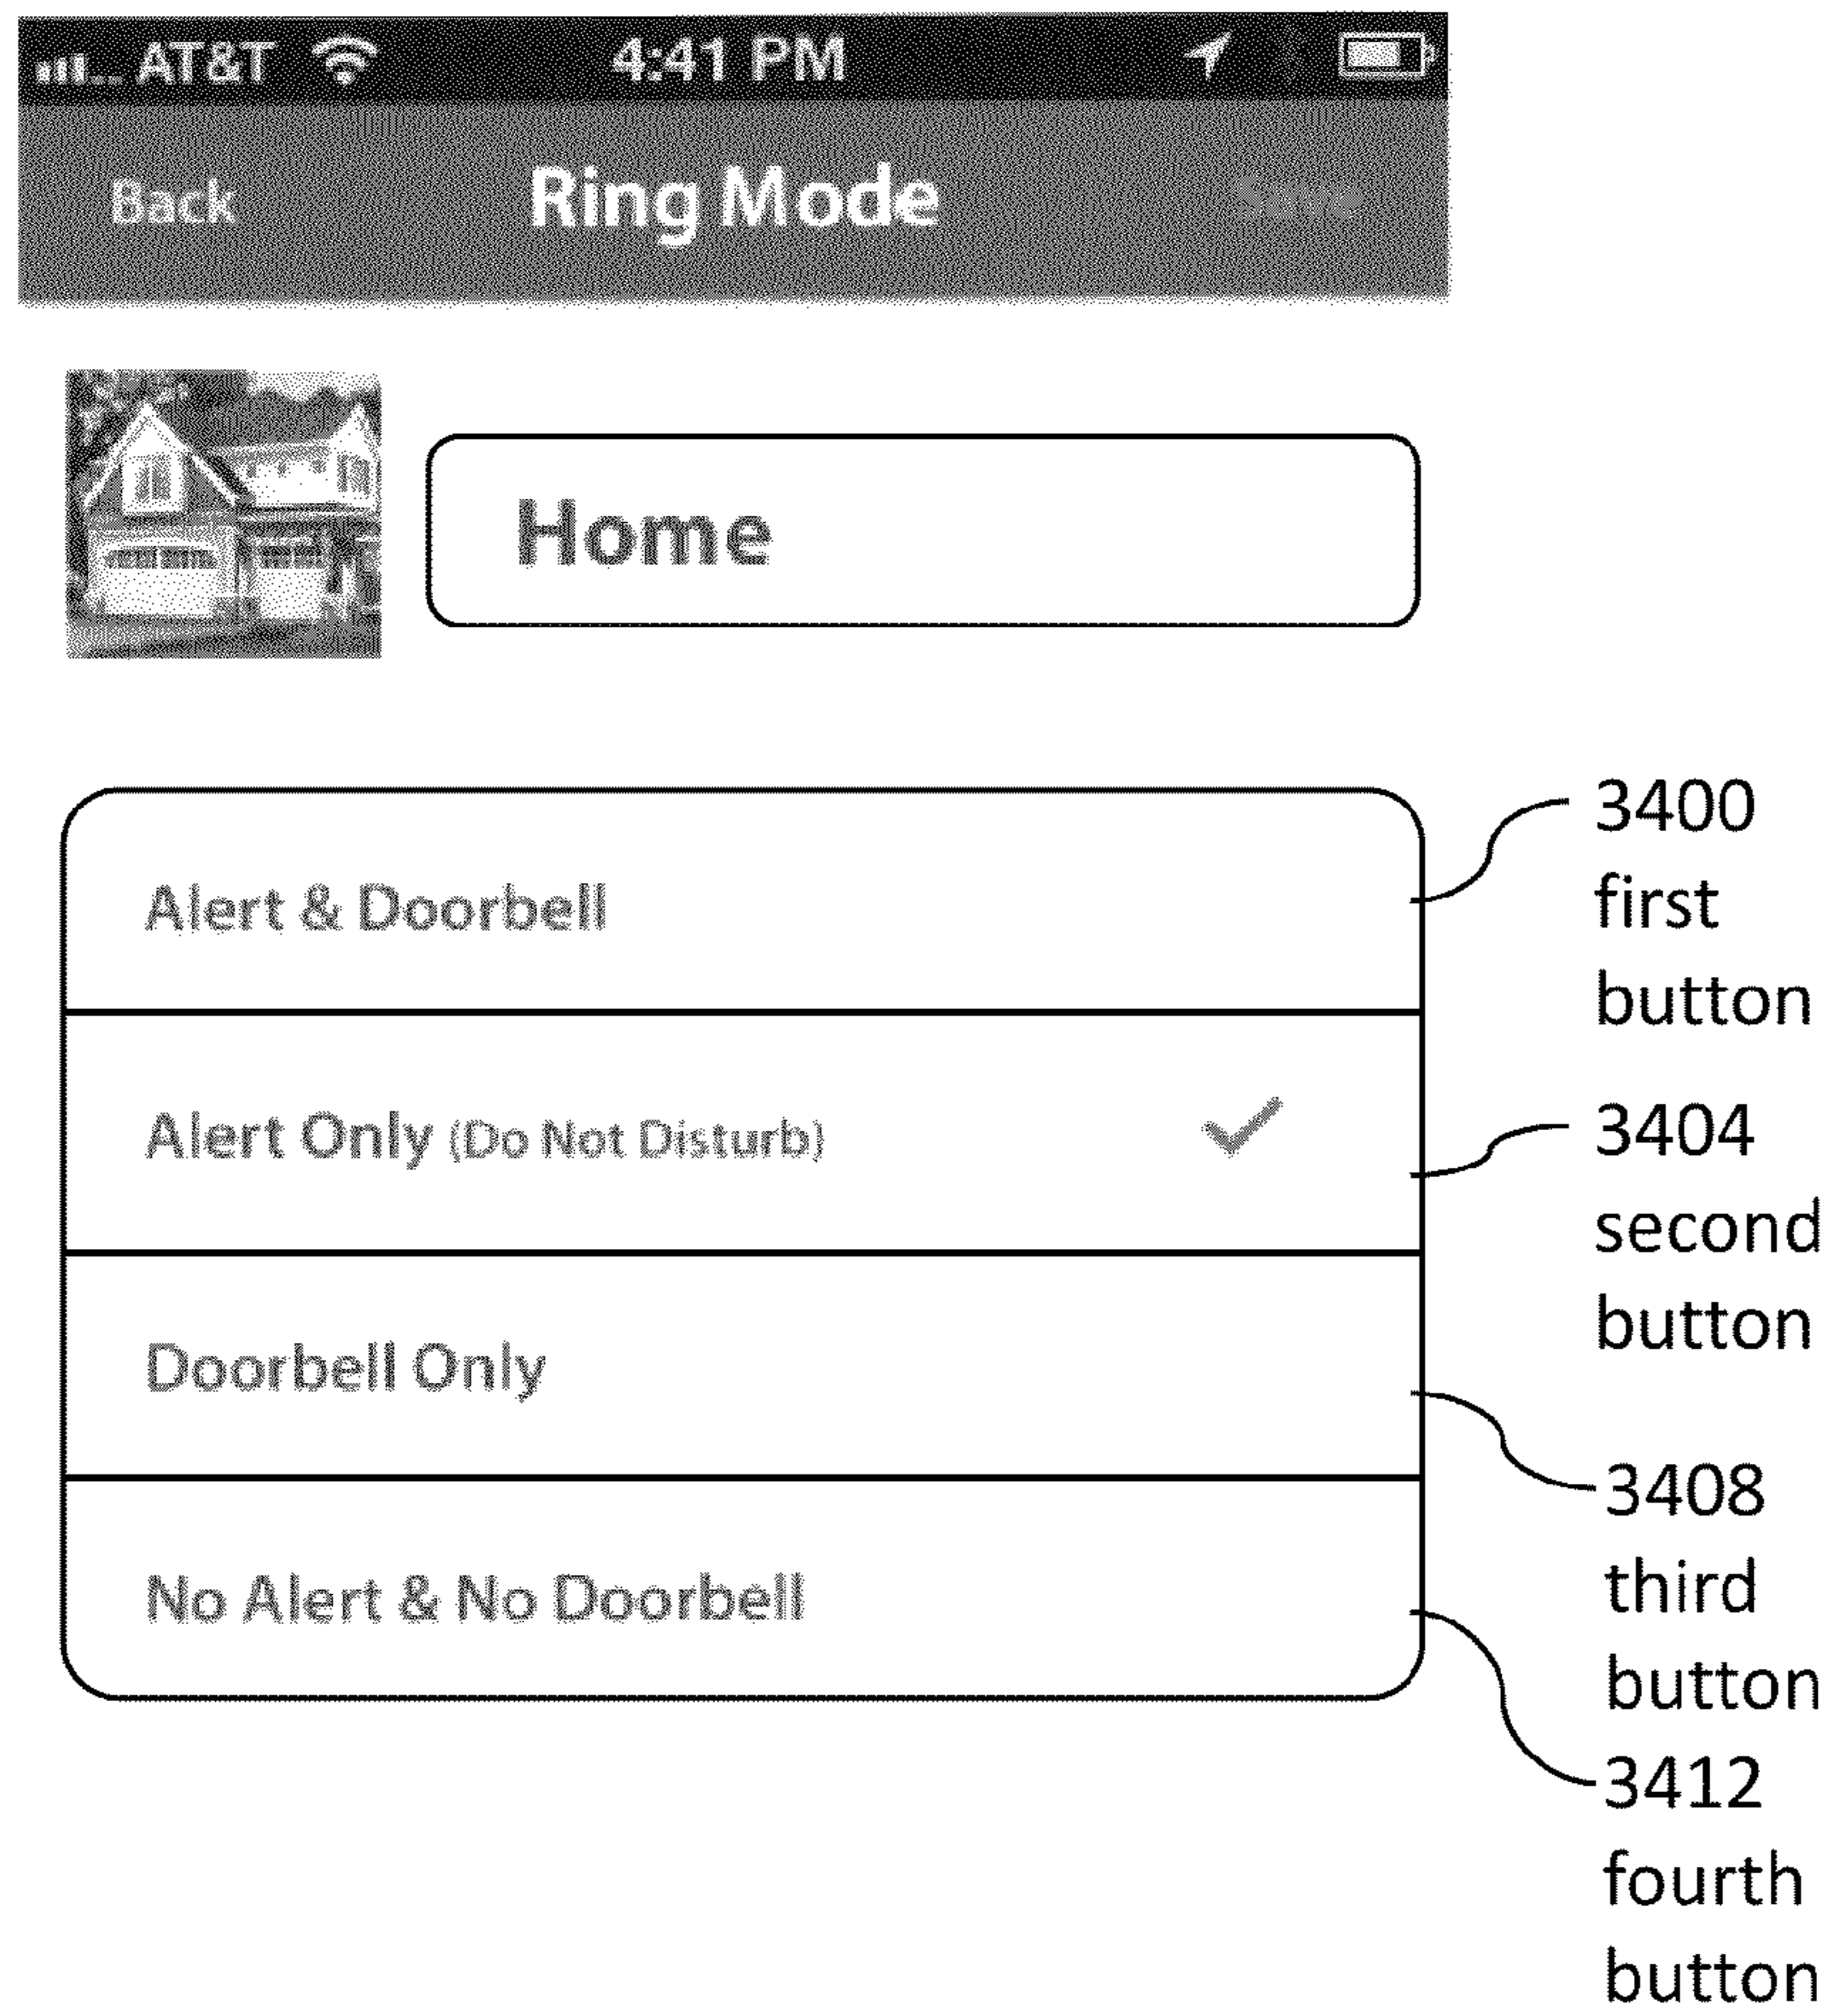 AT&T 4:41 PM
Back Ring Mode Save
Home
Alert & Doorbell
3400
first
button
Alert Only (Do Not Disturb) ✓
3404
second
button
Doorbell Only
3408
third
button
No Alert & No Doorbell
3412
fourth
button